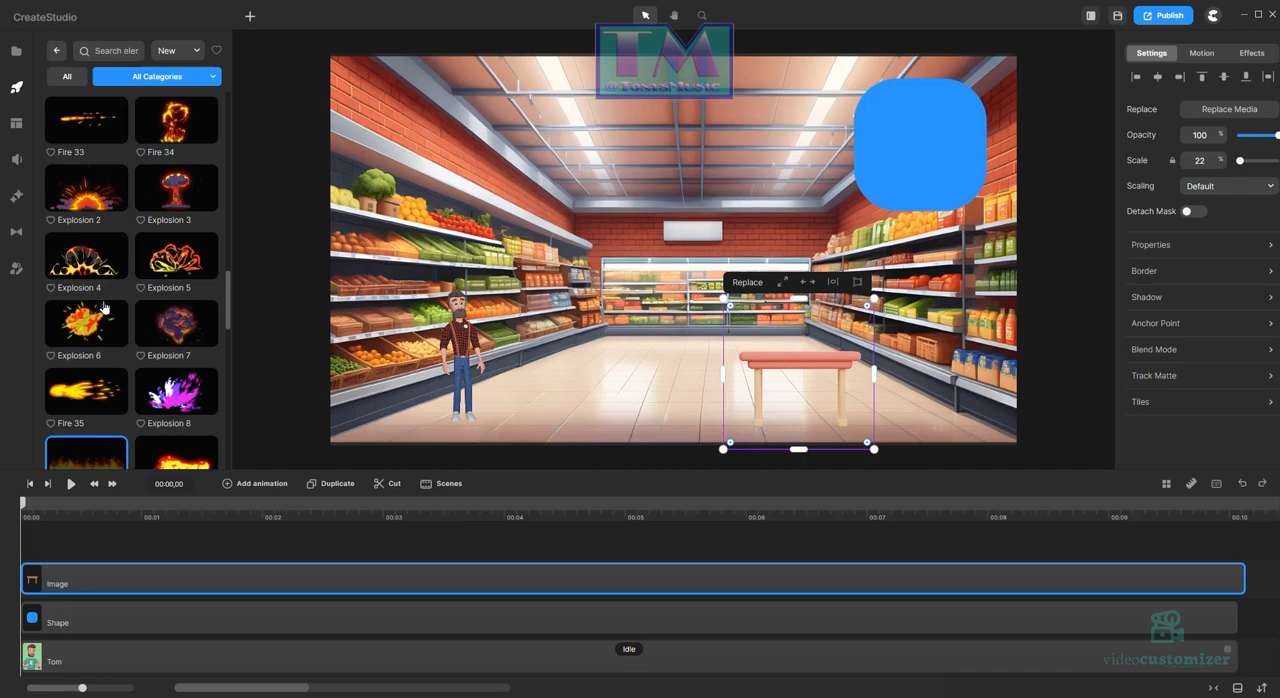 CreateStudio
Publish
Search eler
New
All
All Categories
Fire 33
Fire 34
Explosion 2
Explosion 3
Explosion 4
Explosion 5
Explosion 6
Explosion 7
Fire 35
Explosion 8
TM
@TontsMusic
Replace
Settings
Motion
Effects
Replace
Replace Media
Opacity
100
%
Scale
22
%
Scaling
Default
Detach Mask
Properties
Border
Shadow
Anchor Point
Blend Mode
Track Matte
Tiles
00:00,00
Add animation
Duplicate
Cut
Scenes
00:00
00:01
00:02
00:03
00:04
00:05
00:06
00:07
00:08
00:09
00:10
Image
Shape
Idle
Tom
videocustomizer